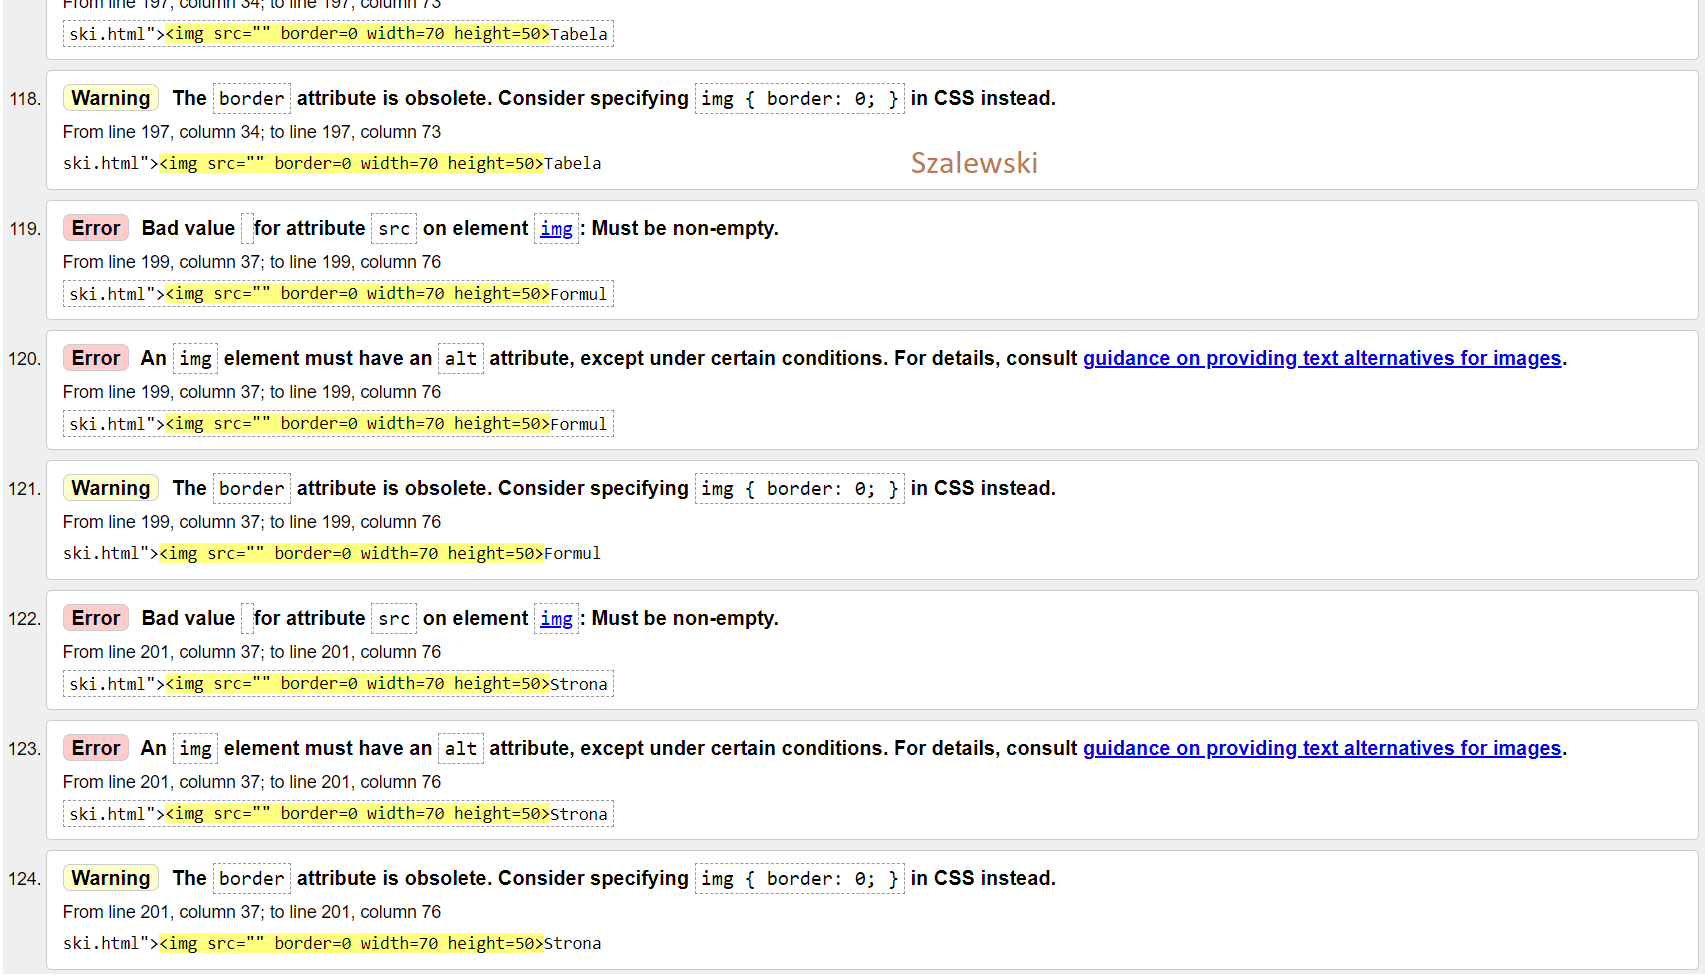 From line 197, column 34; to line 197, column 73
ski.html"><img src="" border=0 width=70 height=50>Tabela
118. Warning The border attribute is obsolete. Consider specifying img { border: 0; } in CSS instead.
From line 197, column 34; to line 197, column 73
ski.html"><img src="" border=0 width=70 height=50>Tabela
Szalewski
119. Error Bad value for attribute src on element img: Must be non-empty.
From line 199, column 37; to line 199, column 76
ski.html"><img src="" border=0 width=70 height=50>Formul
120. Error An img element must have an alt attribute, except under certain conditions. For details, consult guidance on providing text alternatives for images.
From line 199, column 37; to line 199, column 76
ski.html"><img src="" border=0 width=70 height=50>Formul
121. Warning The border attribute is obsolete. Consider specifying img { border: 0; } in CSS instead.
From line 199, column 37; to line 199, column 76
ski.html"><img src="" border=0 width=70 height=50>Formul
122. Error Bad value for attribute src on element img: Must be non-empty.
From line 201, column 37; to line 201, column 76
ski.html"><img src="" border=0 width=70 height=50>Strona
123. Error An img element must have an alt attribute, except under certain conditions. For details, consult guidance on providing text alternatives for images.
From line 201, column 37; to line 201, column 76
ski.html"><img src="" border=0 width=70 height=50>Strona
124. Warning The border attribute is obsolete. Consider specifying img { border: 0; } in CSS instead.
From line 201, column 37; to line 201, column 76
ski.html"><img src="" border=0 width=70 height=50>Strona